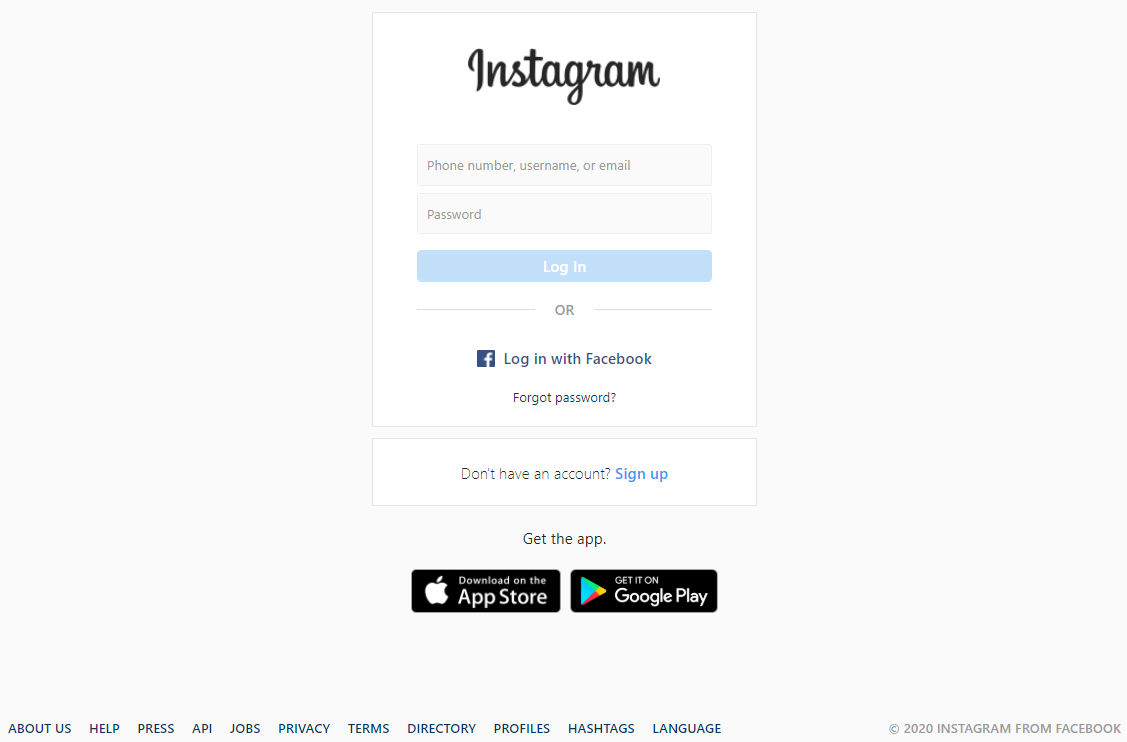 Instagram
Phone number, username, or email
Password
Log In
OR
Log in with Facebook
Forgot password?
Don't have an account? Sign up
Get the app.
Download on the
App Store
GET IT ON
Google Play
ABOUT US HELP PRESS API JOBS PRIVACY TERMS DIRECTORY PROFILES HASHTAGS LANGUAGE © 2020 INSTAGRAM FROM FACEBOOK